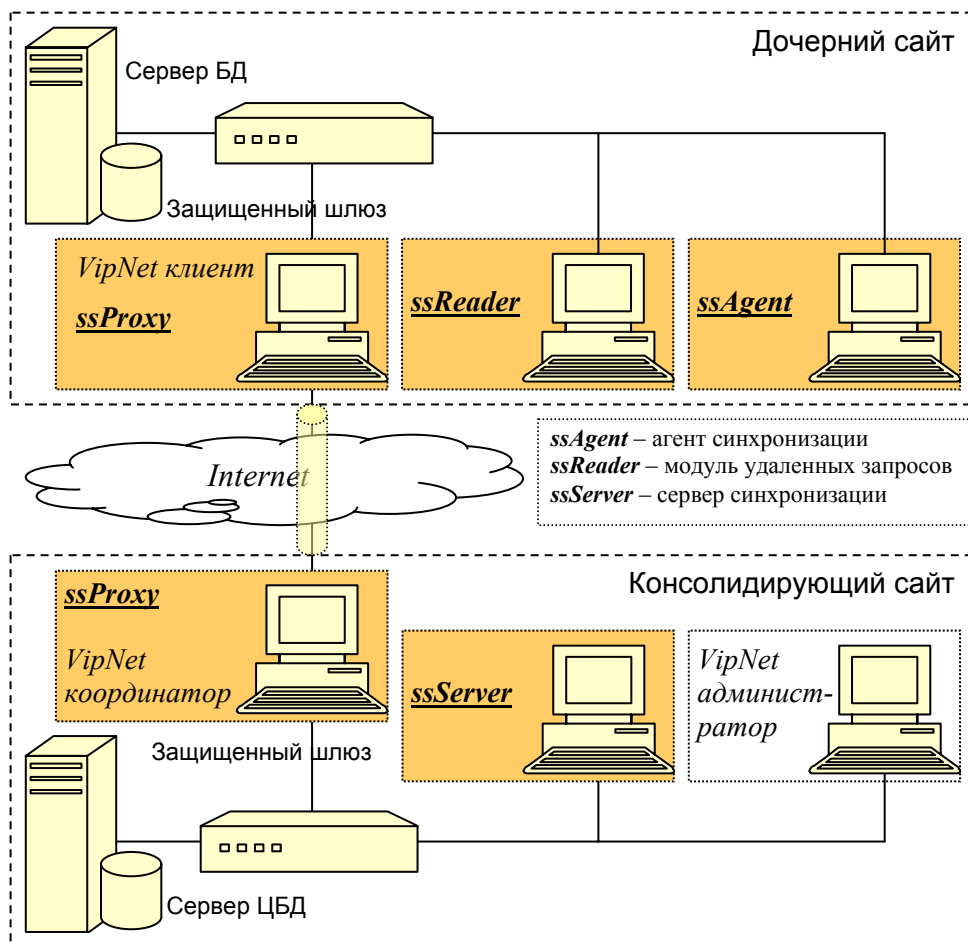 Дочерний сайт
Сервер БД
Защищенный шлюз
VipNet клиент
ssProxy
ssReader
ssAgent
Internet
ssAgent – агент синхронизации
ssReader – модуль удаленных запросов
ssServer – сервер синхронизации
Консолидирующий сайт
ssProxy
VipNet
координатор
ssServer
VipNet
админист-
ратор
Защищенный шлюз
Сервер ЦБД